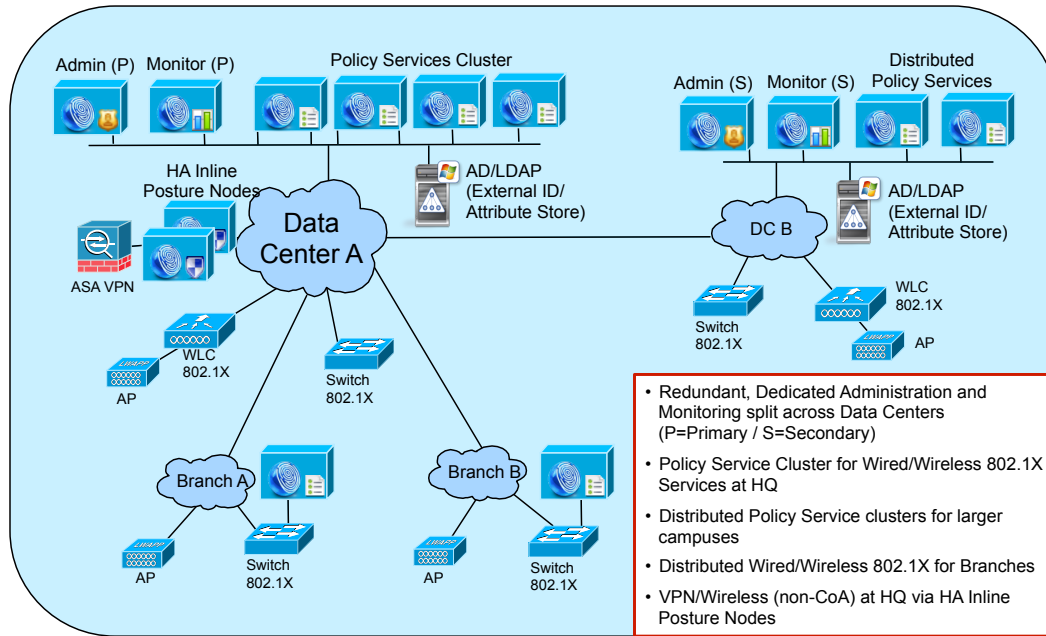 Admin (P)
Monitor (P)
Policy Services Cluster
Admin (S)
Monitor (S)
Distributed
Policy Services
HA Inline
Posture Nodes
AD/LDAP
(External ID/
Attribute Store)
AD/LDAP
(External ID/
Attribute Store)
Data
Center A
DC B
ASA VPN
WLC
802.1X
LWAPP
AP
Switch
802.1X
Switch
802.1X
WLC
802.1X
LWAPP
AP
Branch A
LWAPP
AP
Switch
802.1X
Branch B
LWAPP
AP
Switch
802.1X
• Redundant, Dedicated Administration and
Monitoring split across Data Centers
(P=Primary / S=Secondary)
• Policy Service Cluster for Wired/Wireless 802.1X
Services at HQ
• Distributed Policy Service clusters for larger
campuses
• Distributed Wired/Wireless 802.1X for Branches
• VPN/Wireless (non-CoA) at HQ via HA Inline
Posture Nodes